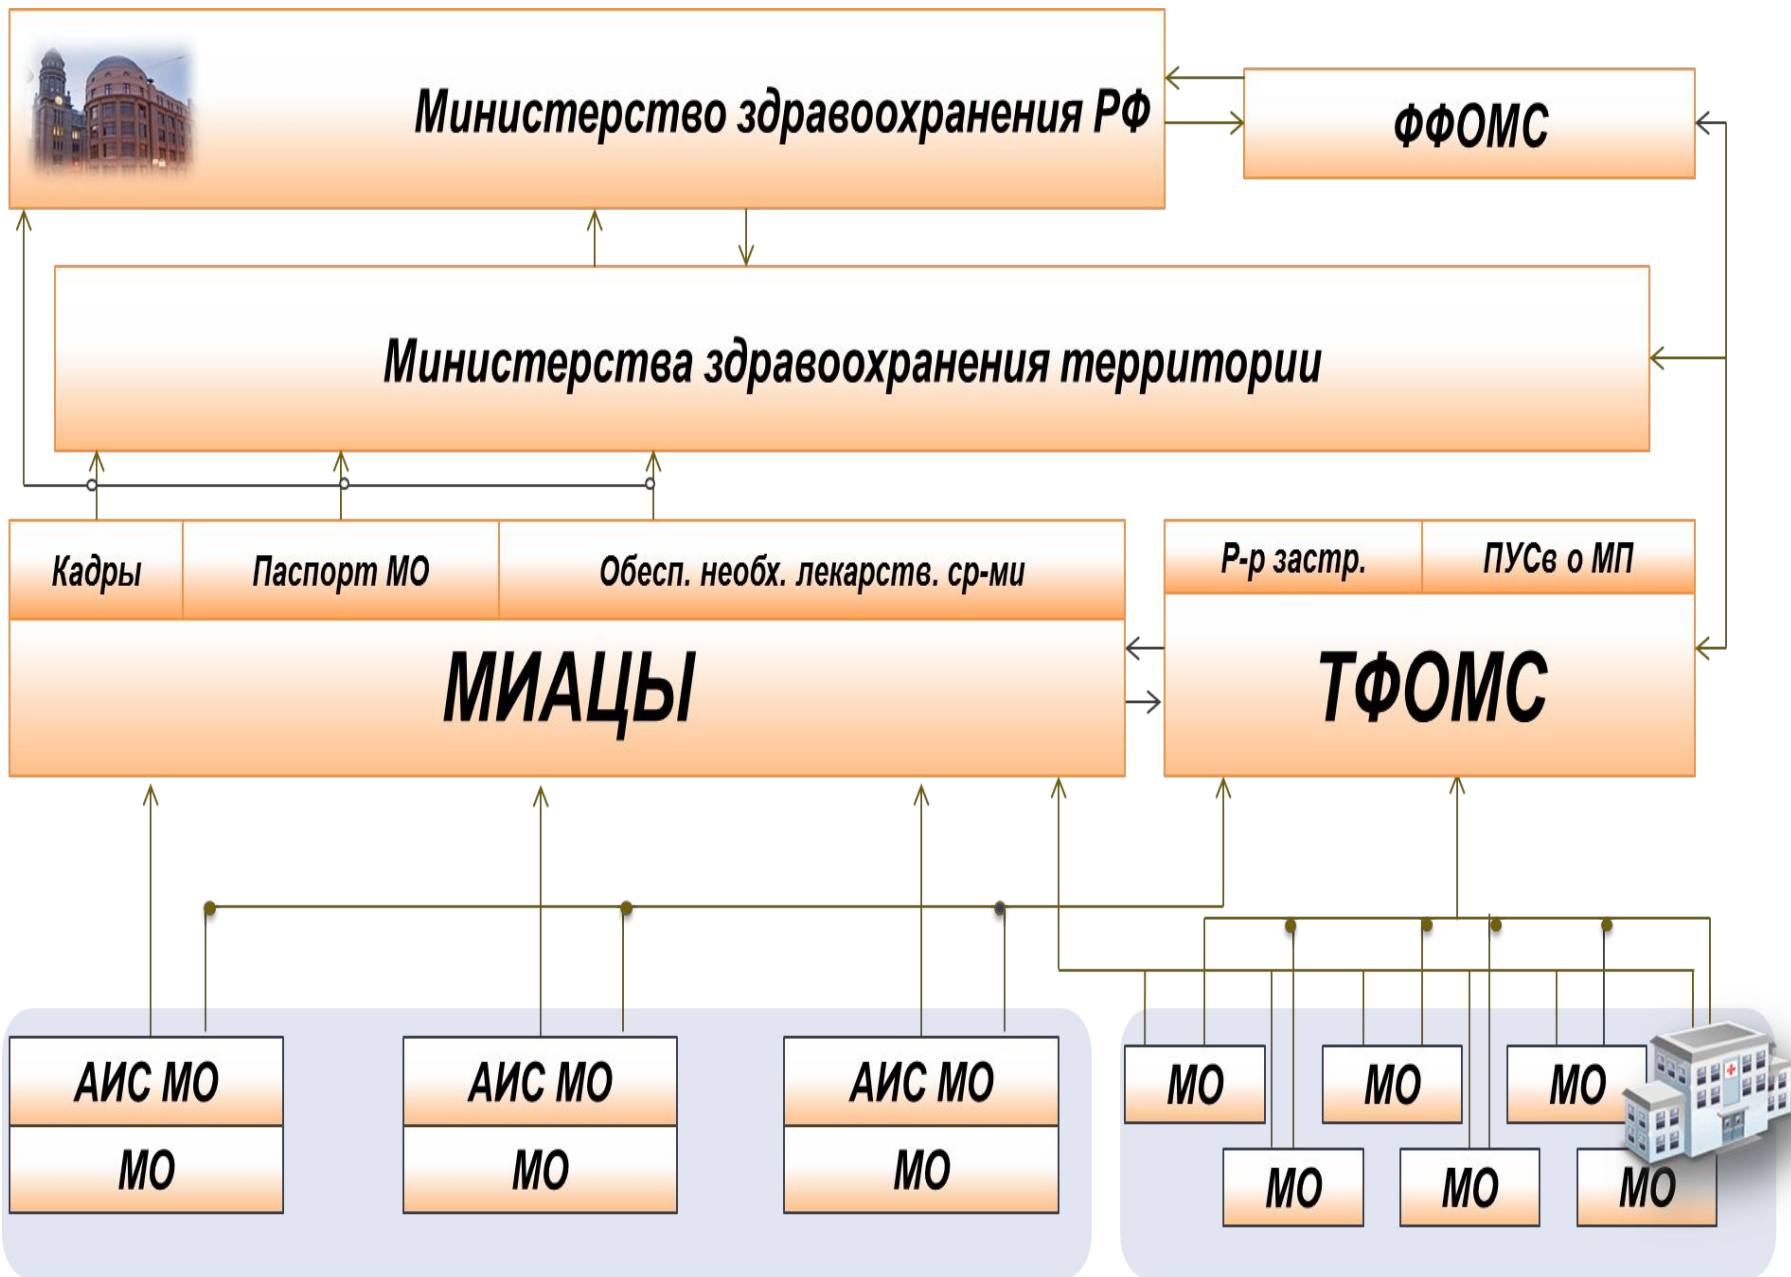 Министерство здравоохранения РФ
ФФОМС
Министерства здравоохранения территории
Кадры
Паспорт МО
Обесп. необх. лекарств. ср-ми
Р-р застр.
ПУСв о МП
МИАЦЫ
ТФОМС
АИС МО
АИС МО
АИС МО
МО
МО
МО
МО
МО
МО
МО
МО
МО